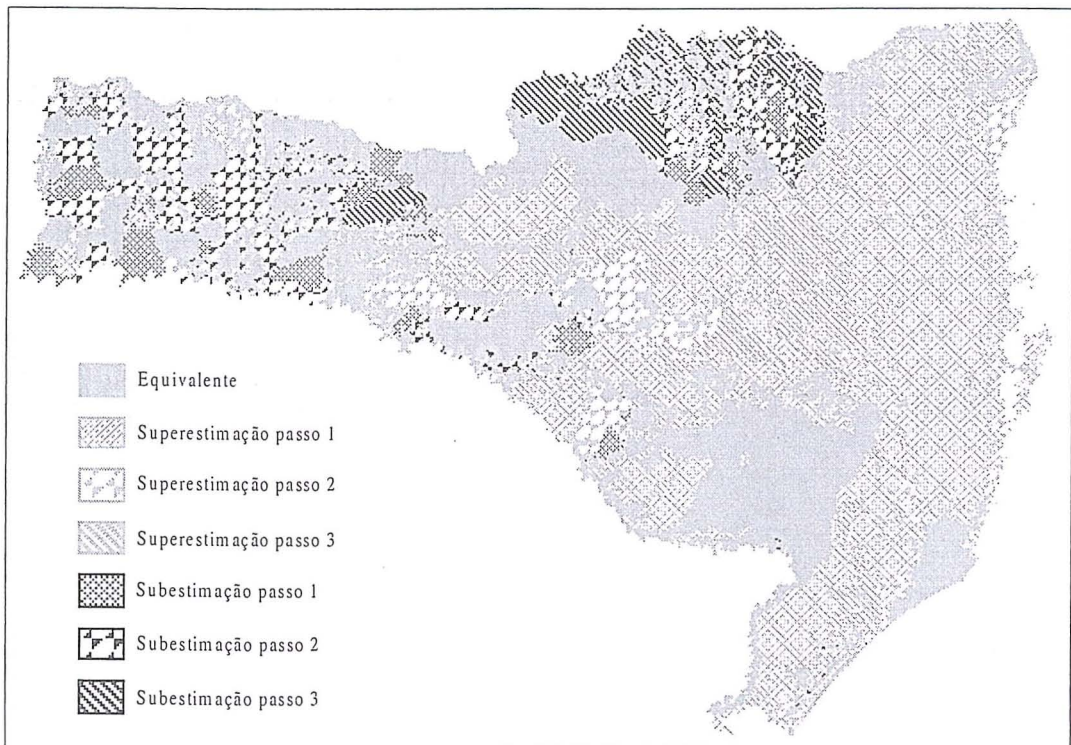 Equivalente
Superestimação passo 1
Superestimação passo 2
Superestimação passo 3
Subestimação passo 1
Subestimação passo 2
Subestimação passo 3